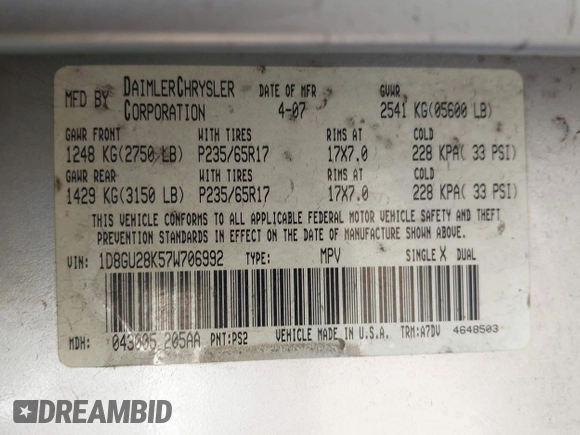 MFD BY DAIMLERCHRYSLER CORPORATION DATE OF MFR 4-07 GVWR 2541 KG(05600 LB)
GAWR FRONT WITH TIRES RIMS AT COLD
1248 KG(2750 LB) P235/65R17 17X7.0 228 KPA( 33 PSI)
GAWR REAR WITH TIRES RIMS AT COLD
1429 KG(3150 LB) P235/65R17 17X7.0 228 KPA( 33 PSI)
THIS VEHICLE CONFORMS TO ALL APPLICABLE FEDERAL MOTOR VEHICLE SAFETY AND THEFT
PREVENTION STANDARDS IN EFFECT ON THE DATE OF MANUFACTURE SHOWN ABOVE.
VIN: 1D8GU28K57W706992 TYPE: MPV SINGLE X DUAL
MDH: 043005 205AA PNT:PS2 VEHICLE MADE IN U.S.A. TRM:A7DV 4648503
DREAMBID